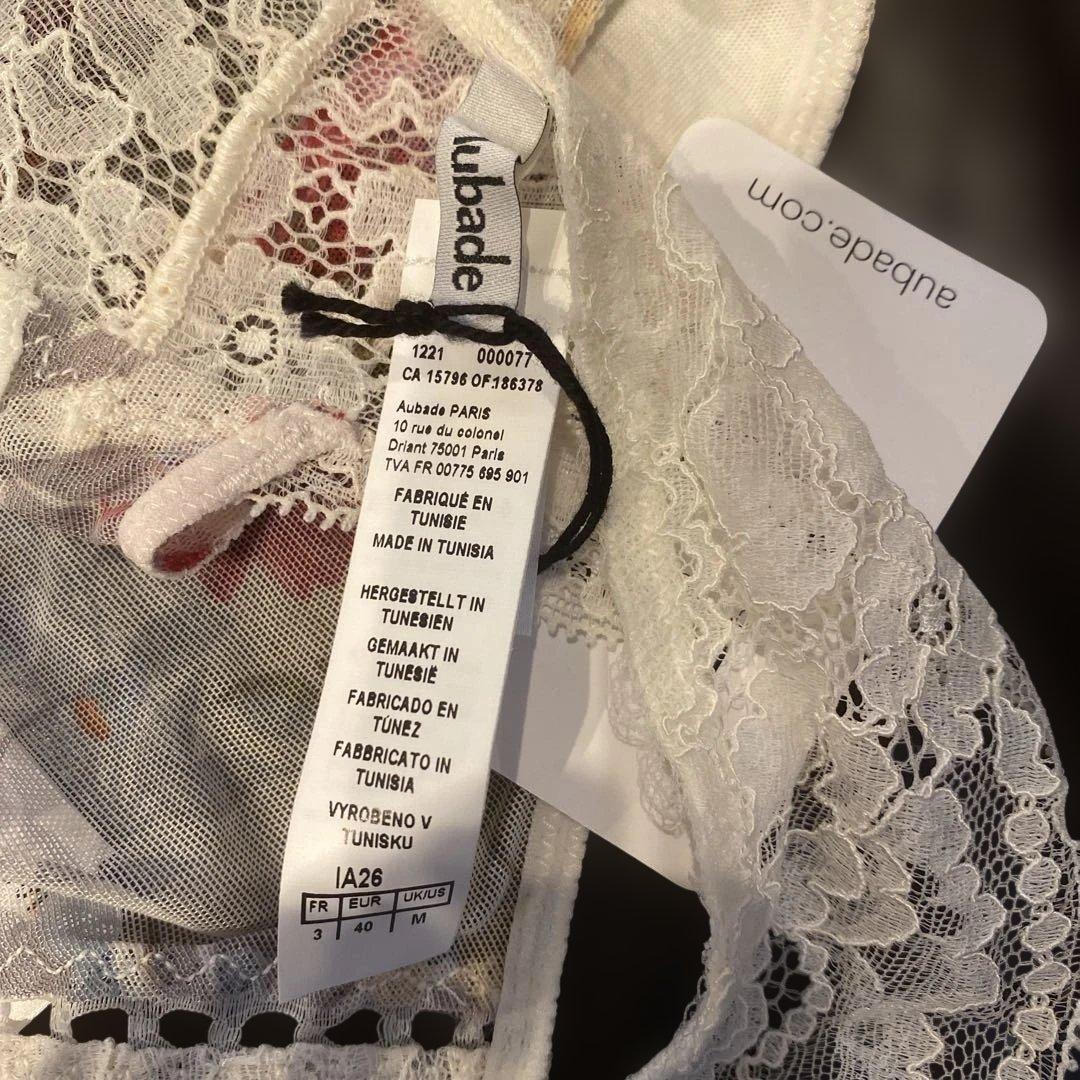 ubade
aubade.com
1221 000077
CA 15796 OF:186378
Aubade PARIS
10 rue du colonel
Driant 75001 Paris
TVA FR 00775 695 901
FABRIQUÉ EN
TUNISIE
MADE IN TUNISIA
HERGESTELLT IN
TUNESIEN
GEMAAKT IN
TUNESIË
FABRICADO EN
TÚNEZ
FABBRICATO IN
TUNISIA
VYROBENO V
TUNISKU
IA26
FR EUR UK/US
3 40 M